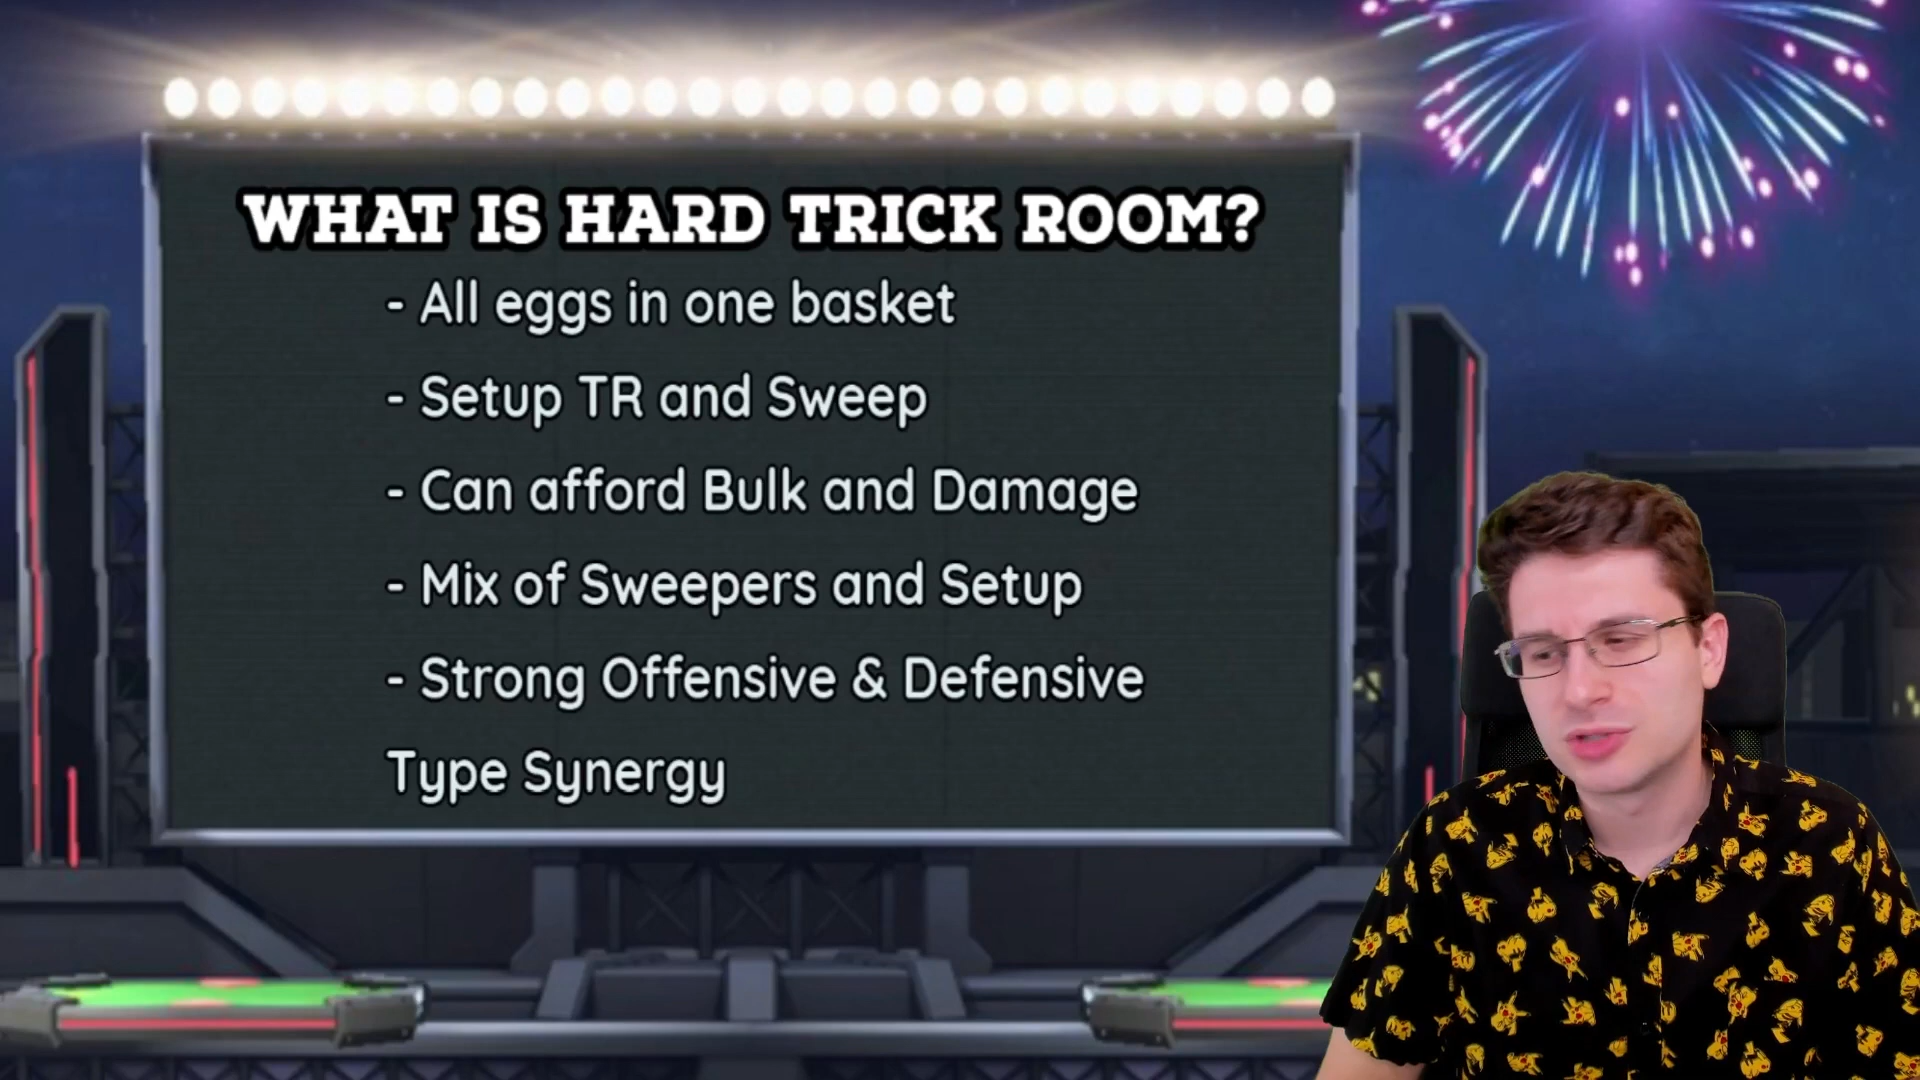 WHAT IS HARD TRICK ROOM?
- All eggs in one basket
- Setup TR and Sweep
- Can afford Bulk and Damage
- Mix of Sweepers and Setup
- Strong Offensive & Defensive
Type Synergy